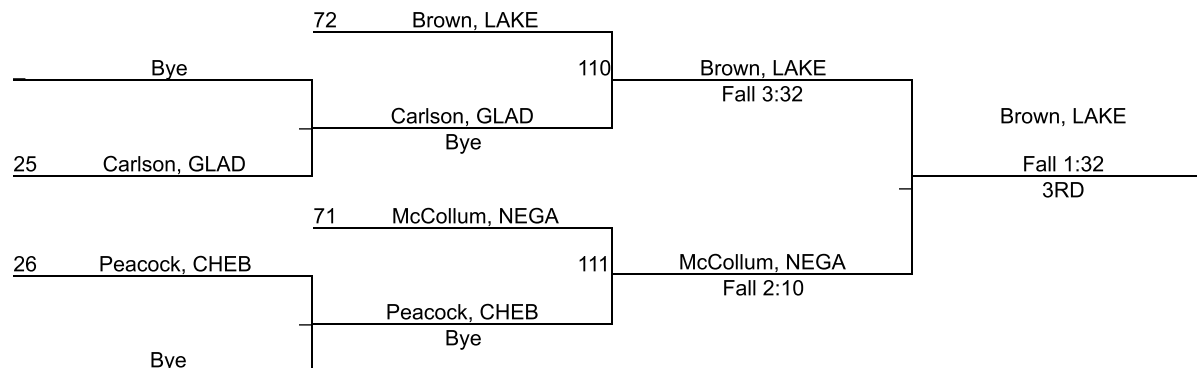 72 Brown, LAKE
Bye
110 Brown, LAKE
Fall 3:32
Carlson, GLAD
Bye
Brown, LAKE
25 Carlson, GLAD
Fall 1:32
3RD
71 McCollum, NEGA
26 Peacock, CHEB
111 McCollum, NEGA
Fall 2:10
Peacock, CHEB
Bye
Bye